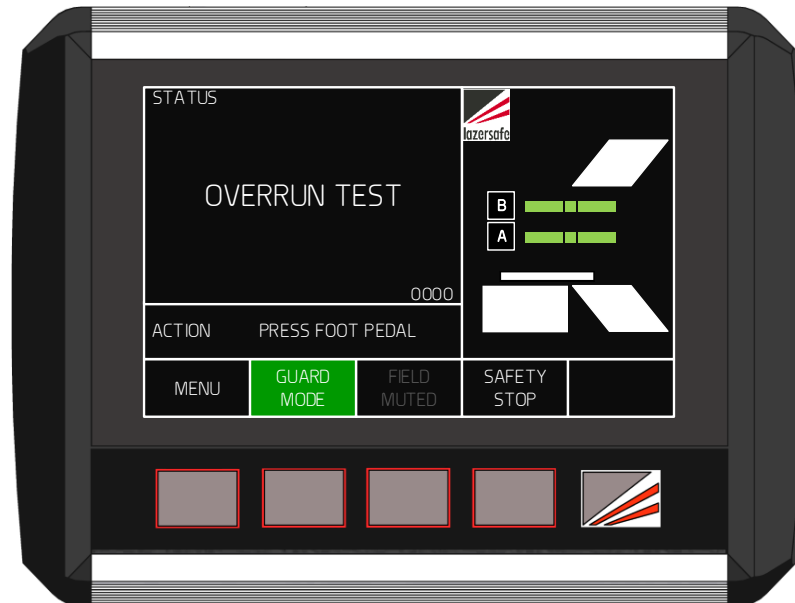 STATUS
lazersafe
OVERRUN TEST
B
A
0000
ACTION PRESS FOOT PEDAL
MENU
GUARD
MODE
FIELD
MUTED
SAFETY
STOP